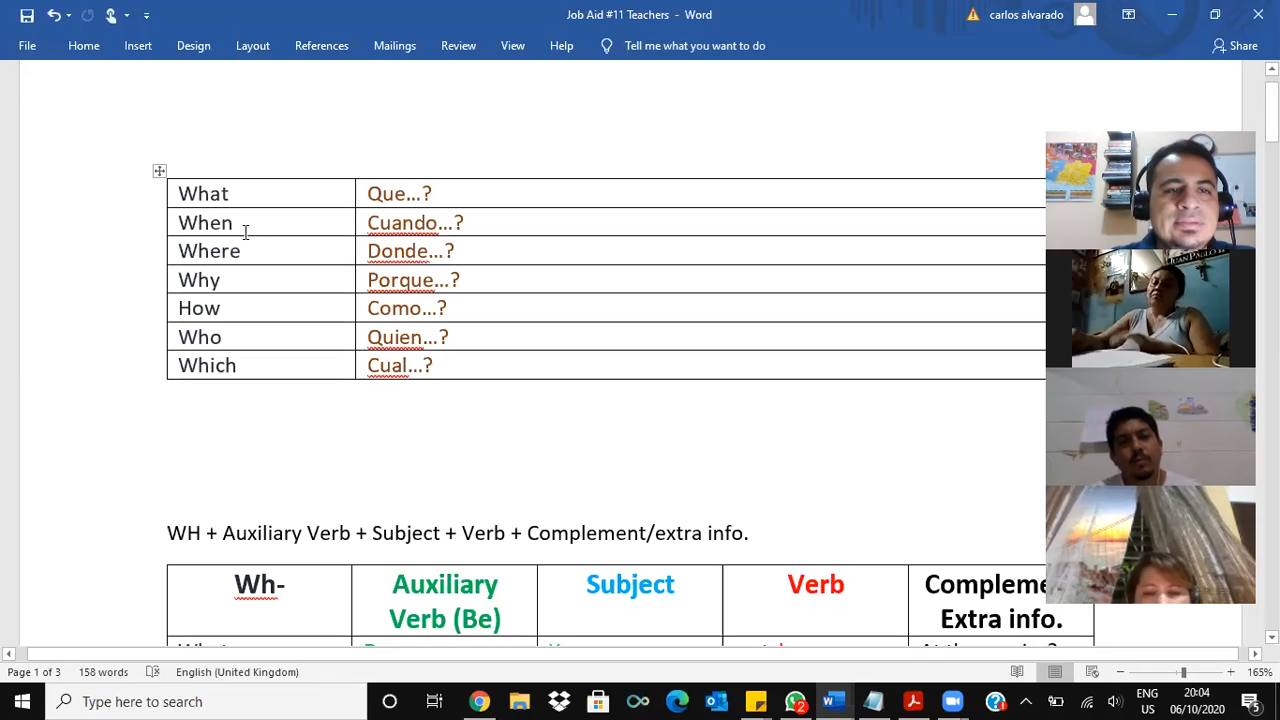 Job Aid #11 Teachers - Word
carlos alvarado
File Home Insert Design Layout References Mailings Review View Help Tell me what you want to do Share
What Que...?
When Cuando...?
Where Donde...?
Why Porque...?
How Como...?
Who Quien...?
Which Cual...?
JUAN PABLO II
WH + Auxiliary Verb + Subject + Verb + Complement/extra info.
Wh- Auxiliary Verb (Be) Subject Verb Extra info.
Page 1 of 3 158 words English (United Kingdom) 165%
Type here to search
ENG 20:04
US 06/10/2020